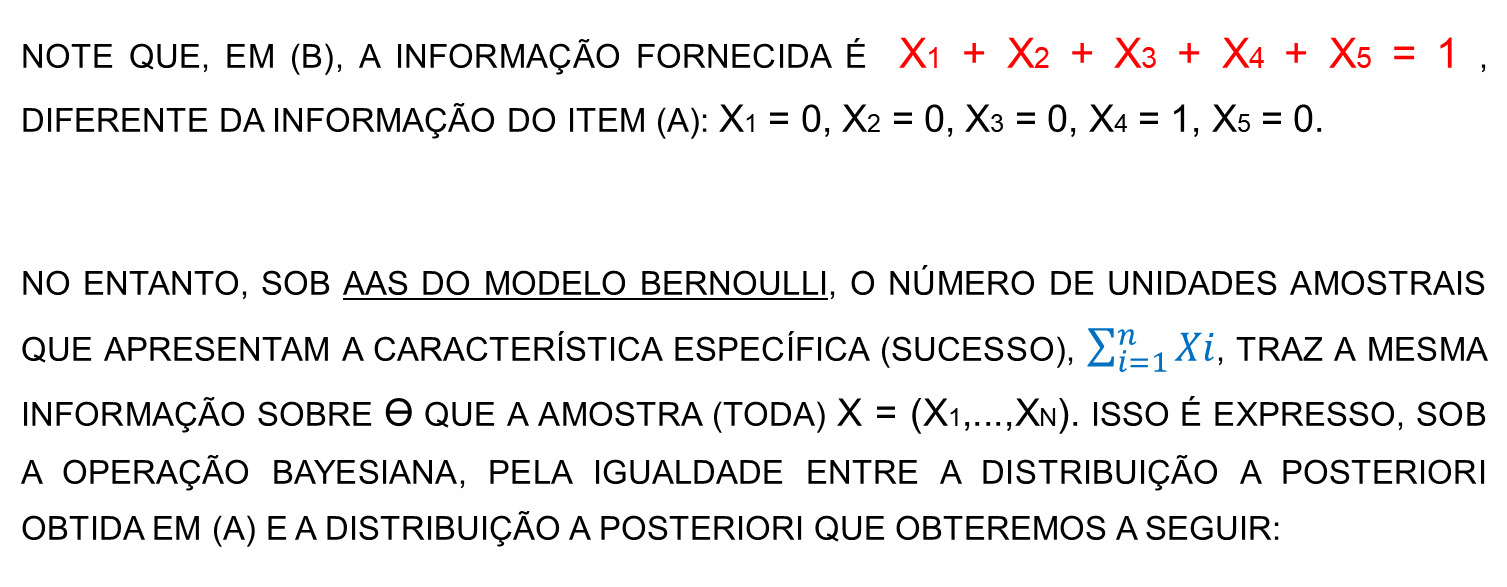 NOTE QUE, EM (B), A INFORMAÇÃO FORNECIDA É X1 + X2 + X3 + X4 + X5 = 1 ,
DIFERENTE DA INFORMAÇÃO DO ITEM (A): X1 = 0, X2 = 0, X3 = 0, X4 = 1, X5 = 0.
NO ENTANTO, SOB AAS DO MODELO BERNOULLI, O NÚMERO DE UNIDADES AMOSTRAIS
QUE APRESENTAM A CARACTERÍSTICA ESPECÍFICA (SUCESSO), ∑ⁿᵢ₌₁ Xi, TRAZ A MESMA
INFORMAÇÃO SOBRE Ɵ QUE A AMOSTRA (TODA) X = (X1,...,XN). ISSO É EXPRESSO, SOB
A OPERAÇÃO BAYESIANA, PELA IGUALDADE ENTRE A DISTRIBUIÇÃO A POSTERIORI
OBTIDA EM (A) E A DISTRIBUIÇÃO A POSTERIORI QUE OBTEREMOS A SEGUIR: